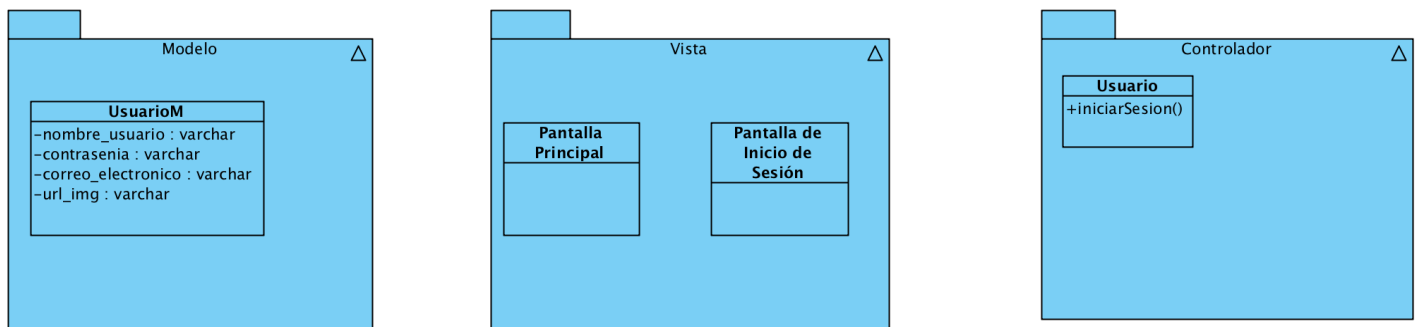 Modelo
UsuarioM
-nombre_usuario : varchar
-contrasenia : varchar
-correo_electronico : varchar
-url_img : varchar
Vista
Pantalla
Principal
Pantalla de
Inicio de
Sesión
Controlador
Usuario
+iniciarSesion()